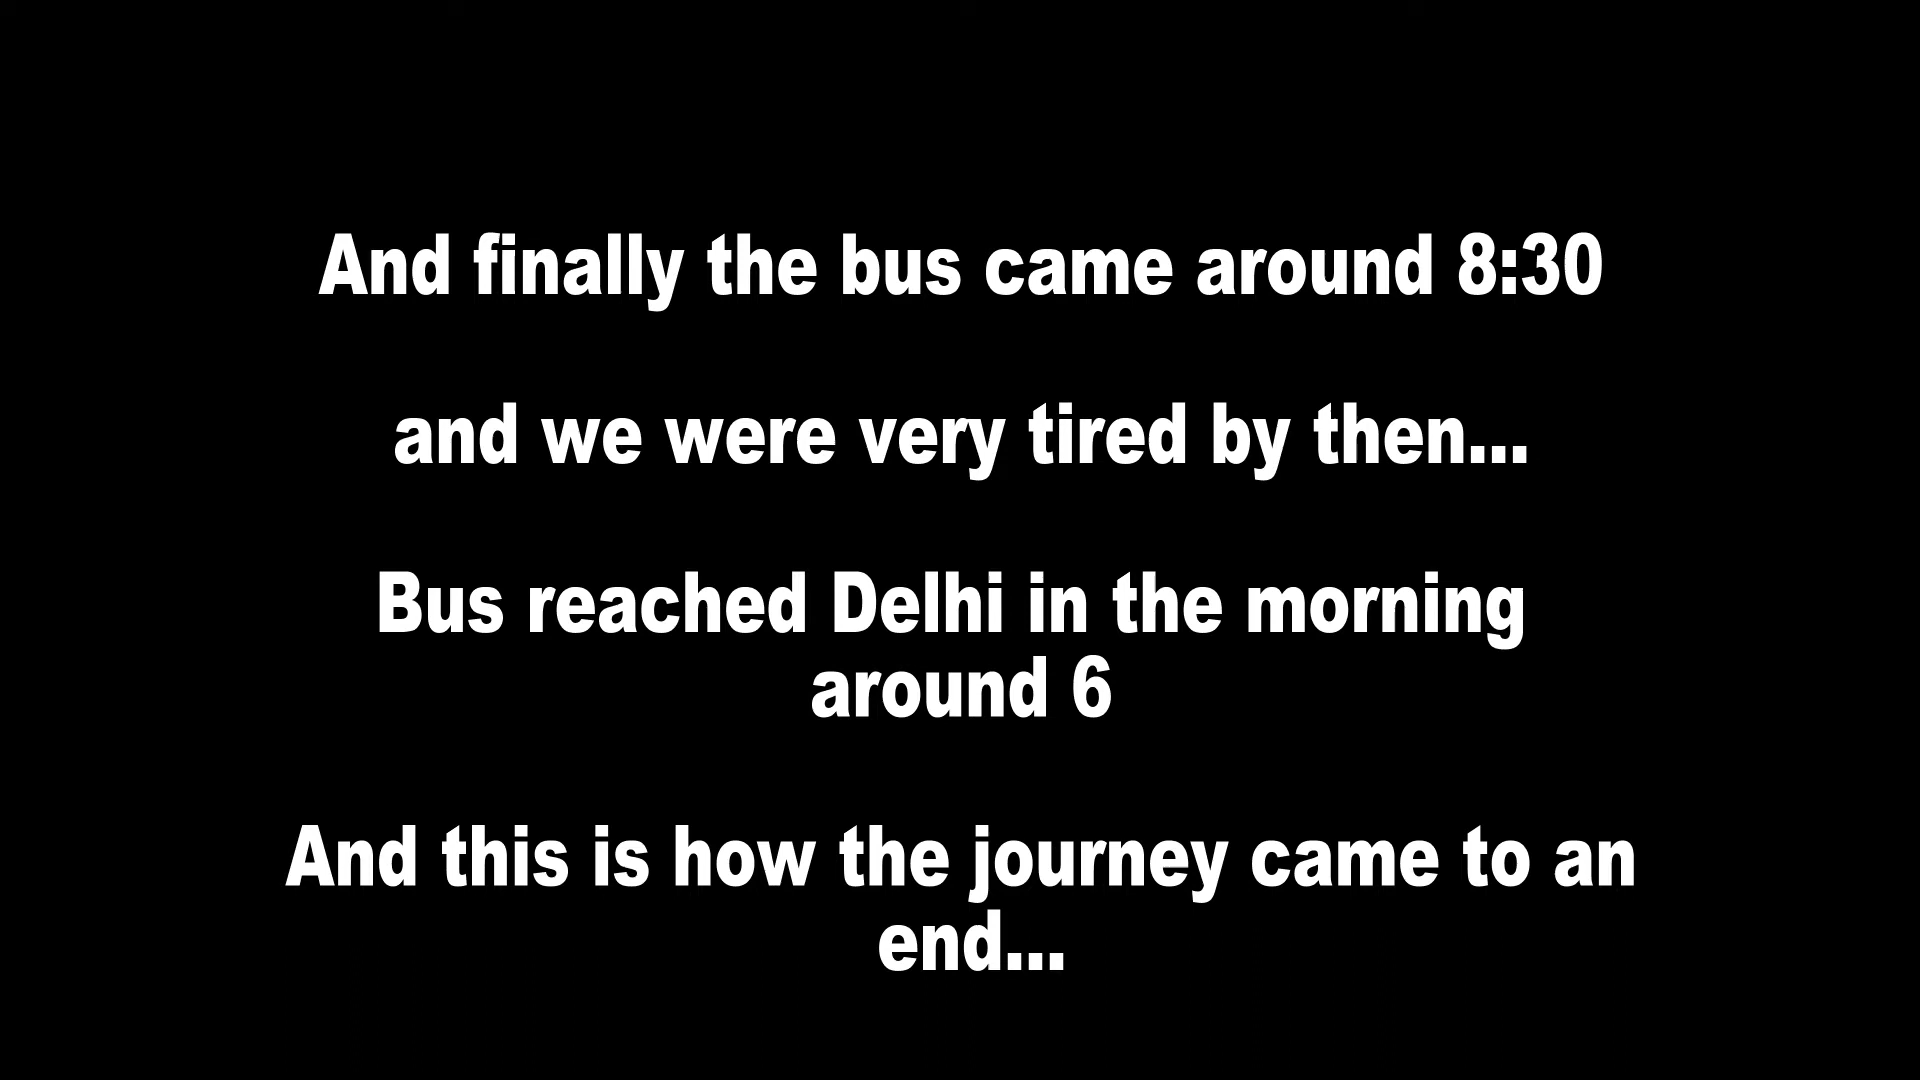 And finally the bus came around 8:30
and we were very tired by then...
Bus reached Delhi in the morning
around 6
And this is how the journey came to an
end...